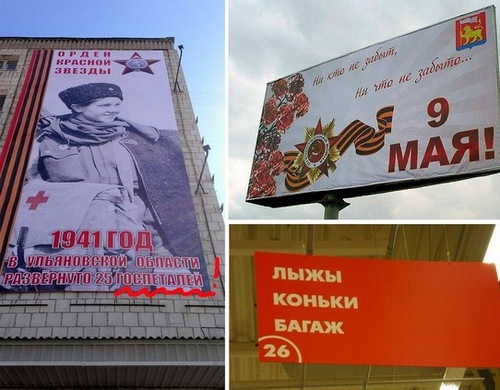 ОРДЕН
КРАСНОЙ
ЗВЕЗДЫ
1941 ГОД
В УЛЬЯНОВСКОЙ ОБЛАСТИ
РАЗВЕРНУТО 25 ГОСПЕТАЛЕЙ
!
Ни кто не забыт,
Ни что не забыто...
9
МАЯ!
ЛЫЖЫ
КОНЬКИ
БАГАЖ
26